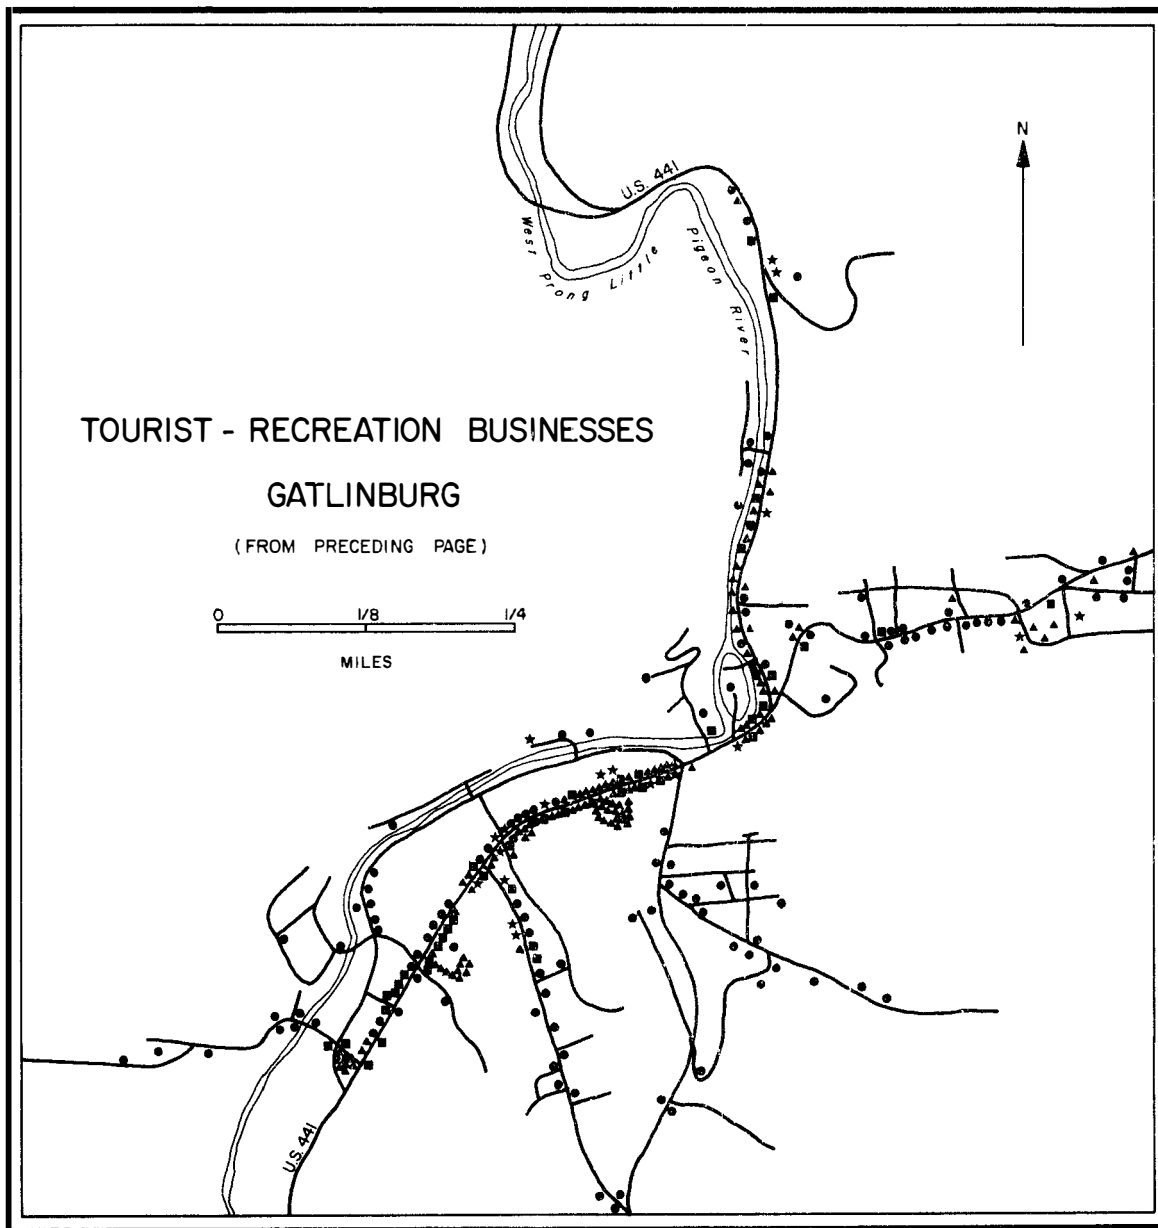 N
U.S. 441
West Prong Little
Pigeon River
TOURIST - RECREATION BUSINESSES
GATLINBURG
(FROM PRECEDING PAGE)
0 1/8 1/4
MILES
U.S. 441